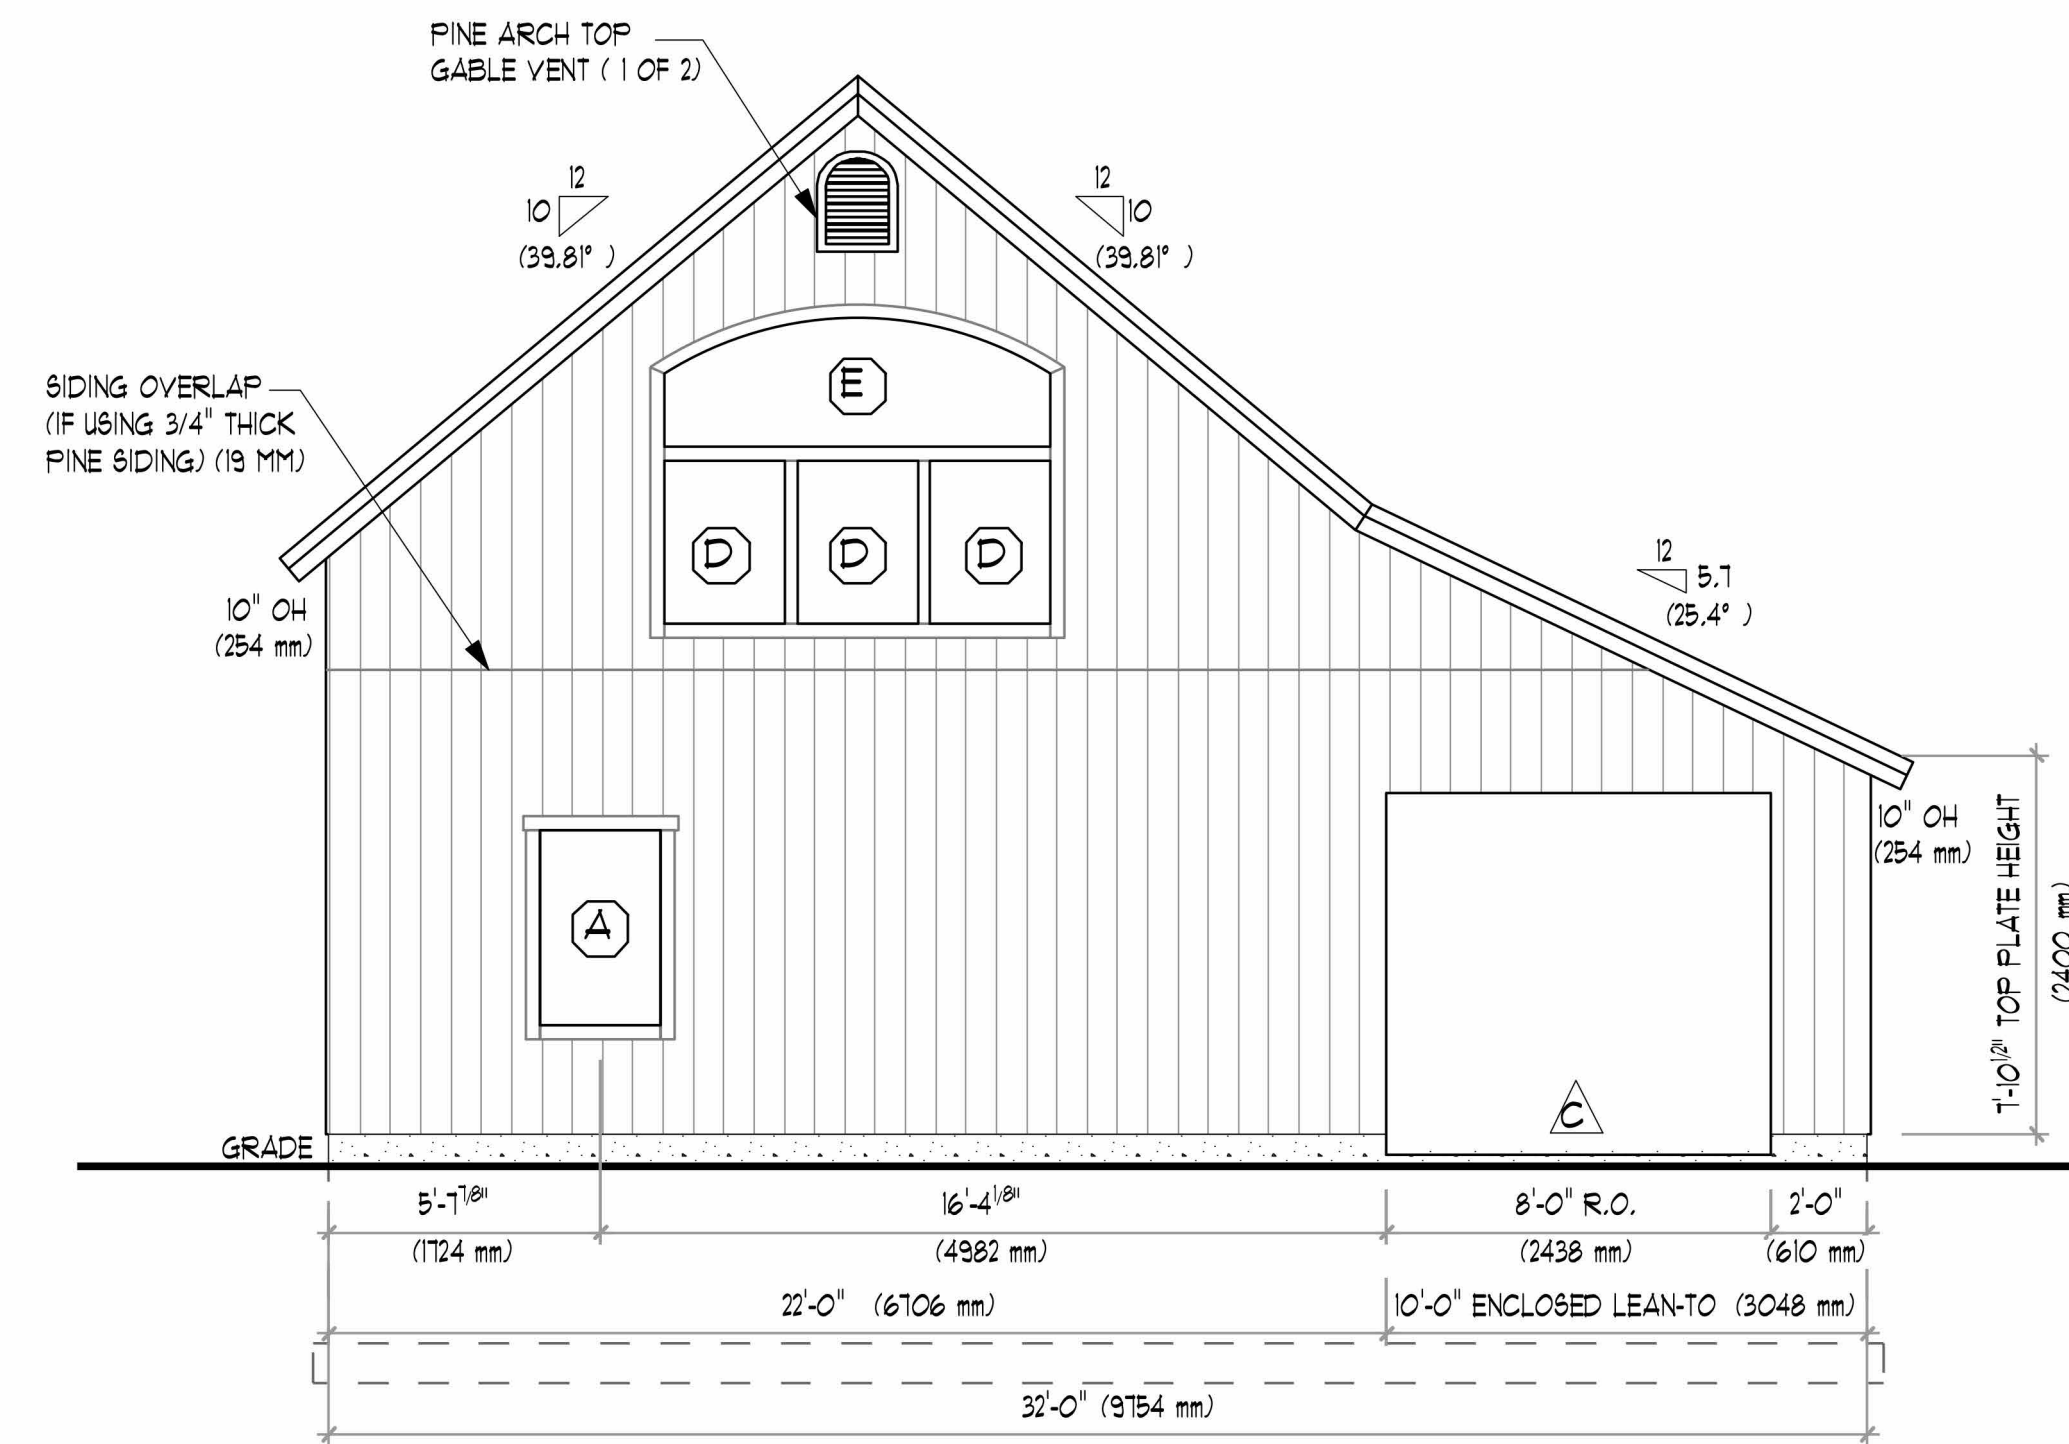 PINE ARCH TOP
GABLE VENT ( 1 OF 2)
12
10
(39.81° )
12
10
(39.81° )
SIDING OVERLAP
(IF USING 3/4" THICK
PINE SIDING) (19 MM)
E
D D D
12
5.7
(25.4° )
10" OH
(254 mm)
10" OH
(254 mm)
7'-10 1/2" TOP PLATE HEIGHT
(2400 mm)
A
C
GRADE
5'-7 7/8" 16'-4 1/8" 8'-0" R.O. 2'-0"
(1724 mm) (4982 mm) (2438 mm) (610 mm)
22'-0" (6706 mm) 10'-0" ENCLOSED LEAN-TO (3048 mm)
32'-0" (9754 mm)